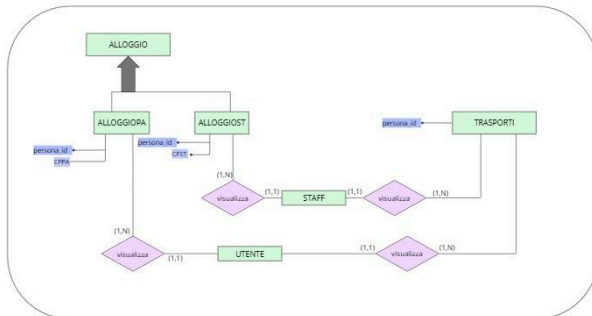 ALLOGGIO
ALLOGGIOPA
ALLOGGIOST
TRASPORTI
persona_id
CPPA
persona_id
CFST
persona_id
(1,N)
visualizza
(1,1)
STAFF
(1,1)
visualizza
(1,N)
(1,N)
visualizza
(1,1)
UTENTE
(1,1)
visualizza
(1,N)